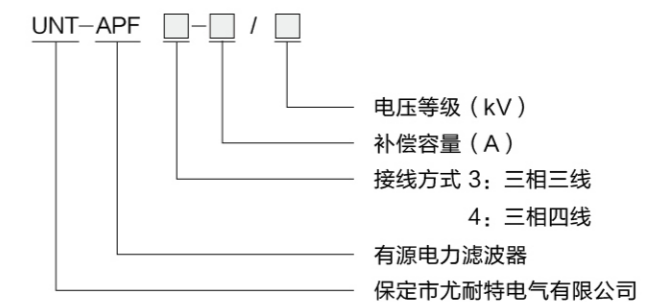 UNT-APF □-□ / □
电压等级（kV）
补偿容量（A）
接线方式 3：三相三线
4：三相四线
有源电力滤波器
保定市尤耐特电气有限公司